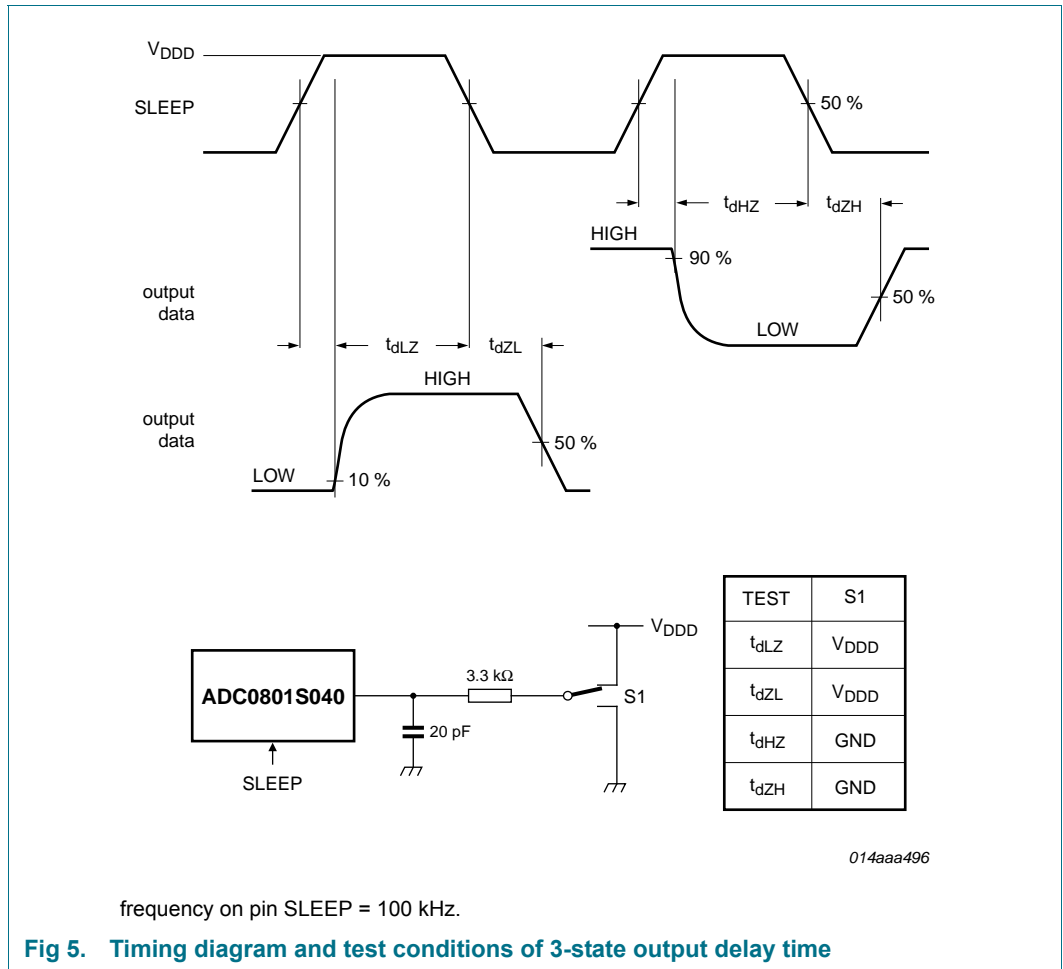 VDDD
SLEEP
50 %
tdHZ
tdZH
HIGH
90 %
output
data
50 %
LOW
tdLZ
tdZL
HIGH
output
data
50 %
LOW
10 %
TEST S1
tdLZ VDDD
tdZL VDDD
tdHZ GND
tdZH GND
VDDD
3.3 kΩ
ADC0801S040
S1
20 pF
SLEEP
014aaa496
frequency on pin SLEEP = 100 kHz.
Fig 5. Timing diagram and test conditions of 3-state output delay time